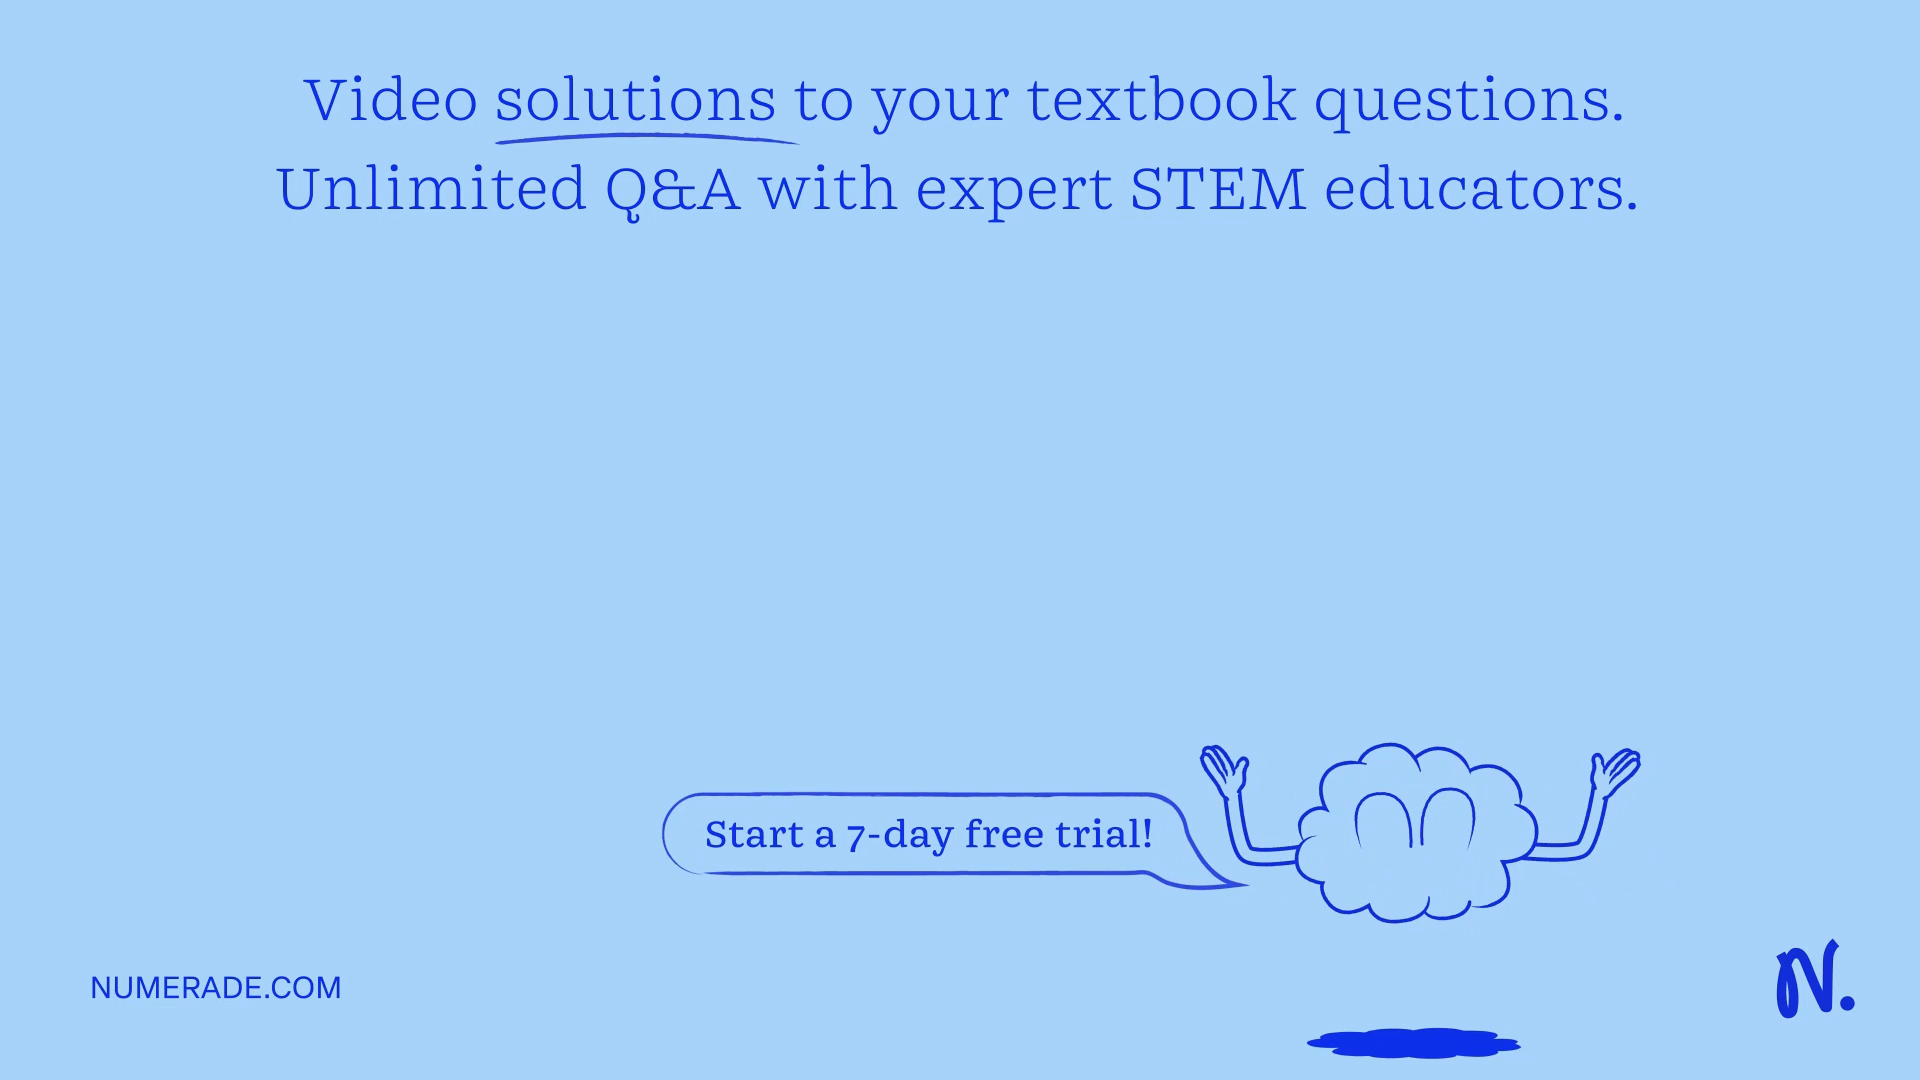 Video solutions to your textbook questions.
Unlimited Q&A with expert STEM educators.
Start a 7-day free trial!
NUMERADE.COM
N.